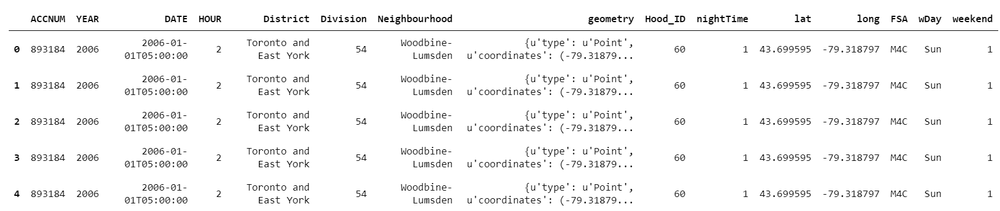 ACCNUM YEAR DATE HOUR District Division Neighbourhood geometry Hood_ID nightTime lat long FSA wDay weekend
2006-01- Toronto and Woodbine- {u'type': u'Point',
0 893184 2006 2 54 60 1 43.699595 -79.318797 M4C Sun 1
01T05:00:00 East York Lumsden u'coordinates': (-79.31879...
2006-01- Toronto and Woodbine- {u'type': u'Point',
1 893184 2006 2 54 60 1 43.699595 -79.318797 M4C Sun 1
01T05:00:00 East York Lumsden u'coordinates': (-79.31879...
2006-01- Toronto and Woodbine- {u'type': u'Point',
2 893184 2006 2 54 60 1 43.699595 -79.318797 M4C Sun 1
01T05:00:00 East York Lumsden u'coordinates': (-79.31879...
2006-01- Toronto and Woodbine- {u'type': u'Point',
3 893184 2006 2 54 60 1 43.699595 -79.318797 M4C Sun 1
01T05:00:00 East York Lumsden u'coordinates': (-79.31879...
2006-01- Toronto and Woodbine- {u'type': u'Point',
4 893184 2006 2 54 60 1 43.699595 -79.318797 M4C Sun 1
01T05:00:00 East York Lumsden u'coordinates': (-79.31879...